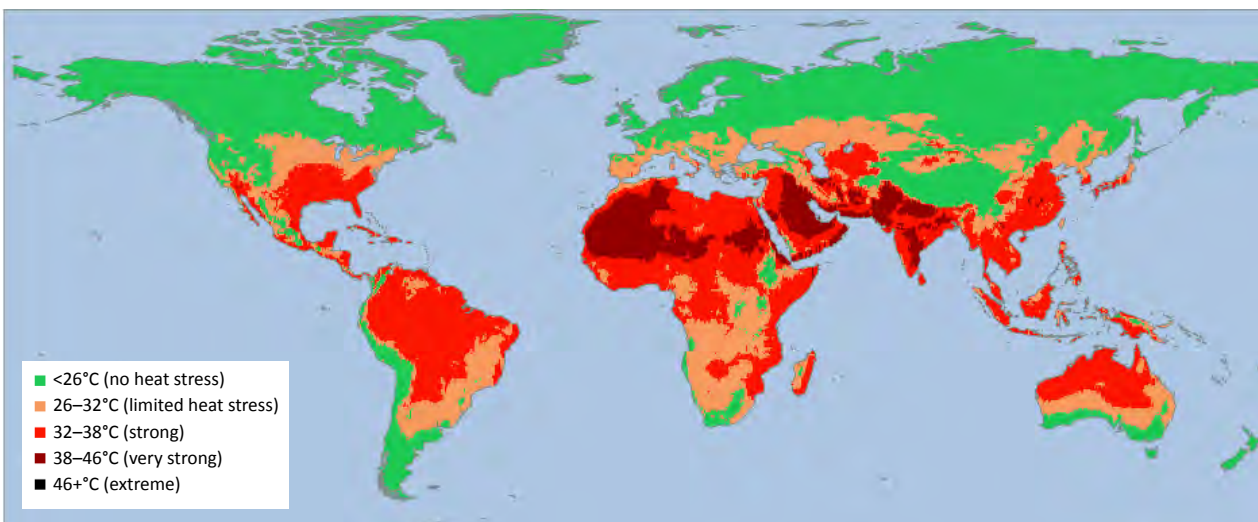 <26°C (no heat stress)
26–32°C (limited heat stress)
32–38°C (strong)
38–46°C (very strong)
46+°C (extreme)